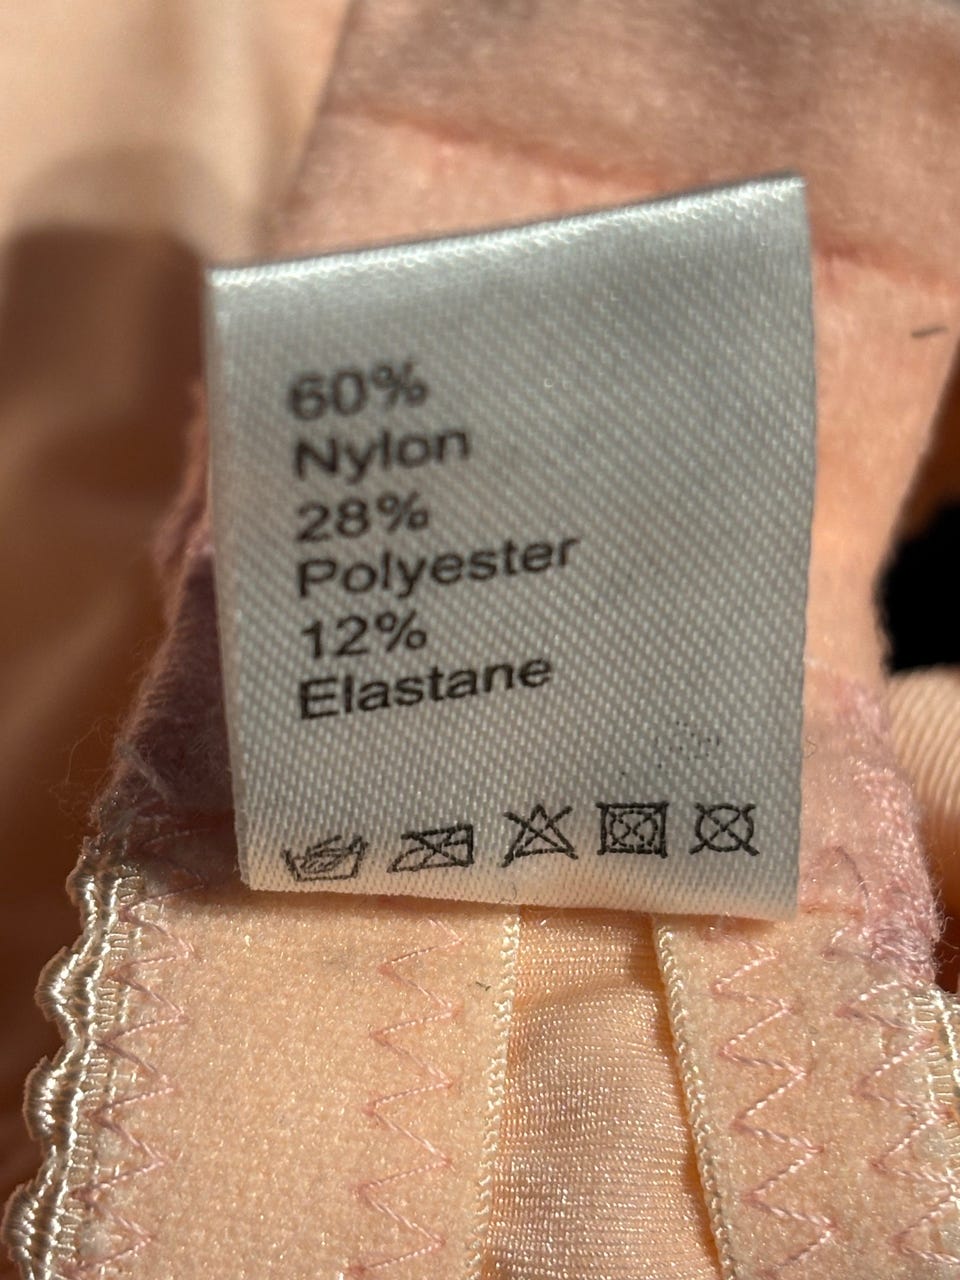 60%
Nylon
28%
Polyester
12%
Elastane